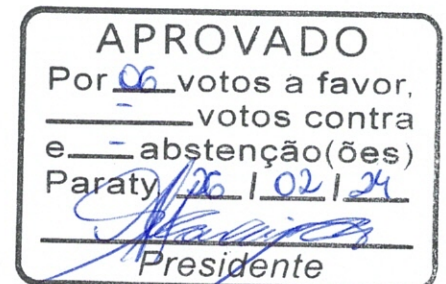 APROVADO
Por 06 votos a favor,
- votos contra
e - abstenção(ões)
Paraty, 26 / 02 / 24
Presidente